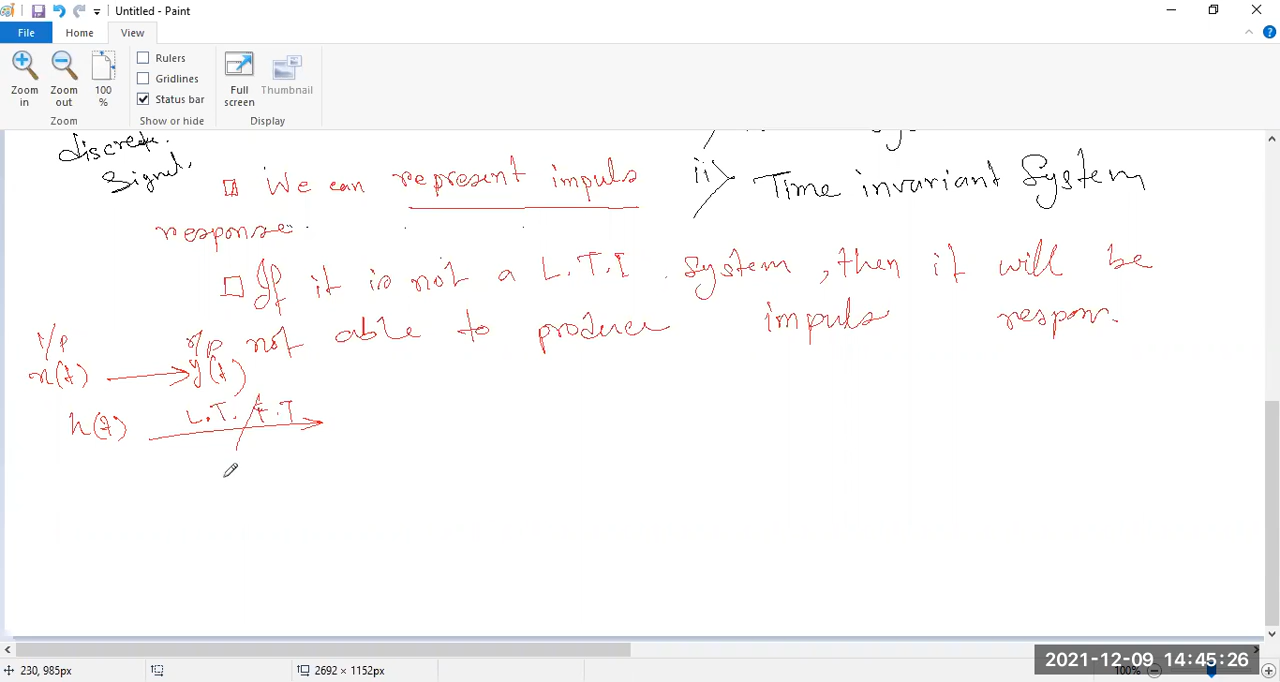 Untitled - Paint
File Home View
Rulers
Gridlines
Status bar
Zoom in
Zoom out
100 %
Full screen
Thumbnail
Zoom
Show or hide
Display
discrete.
Signal.
We can represent impuls
response.
ii> Time invariant System
If it is not a L.T.I. System, then it will be
not able to produce impuls respon.
i/p
x(t) → y(t)
h(t) L.T. / F.T
230, 985px
2692 × 1152px
100%
2021-12-09 14:45:26